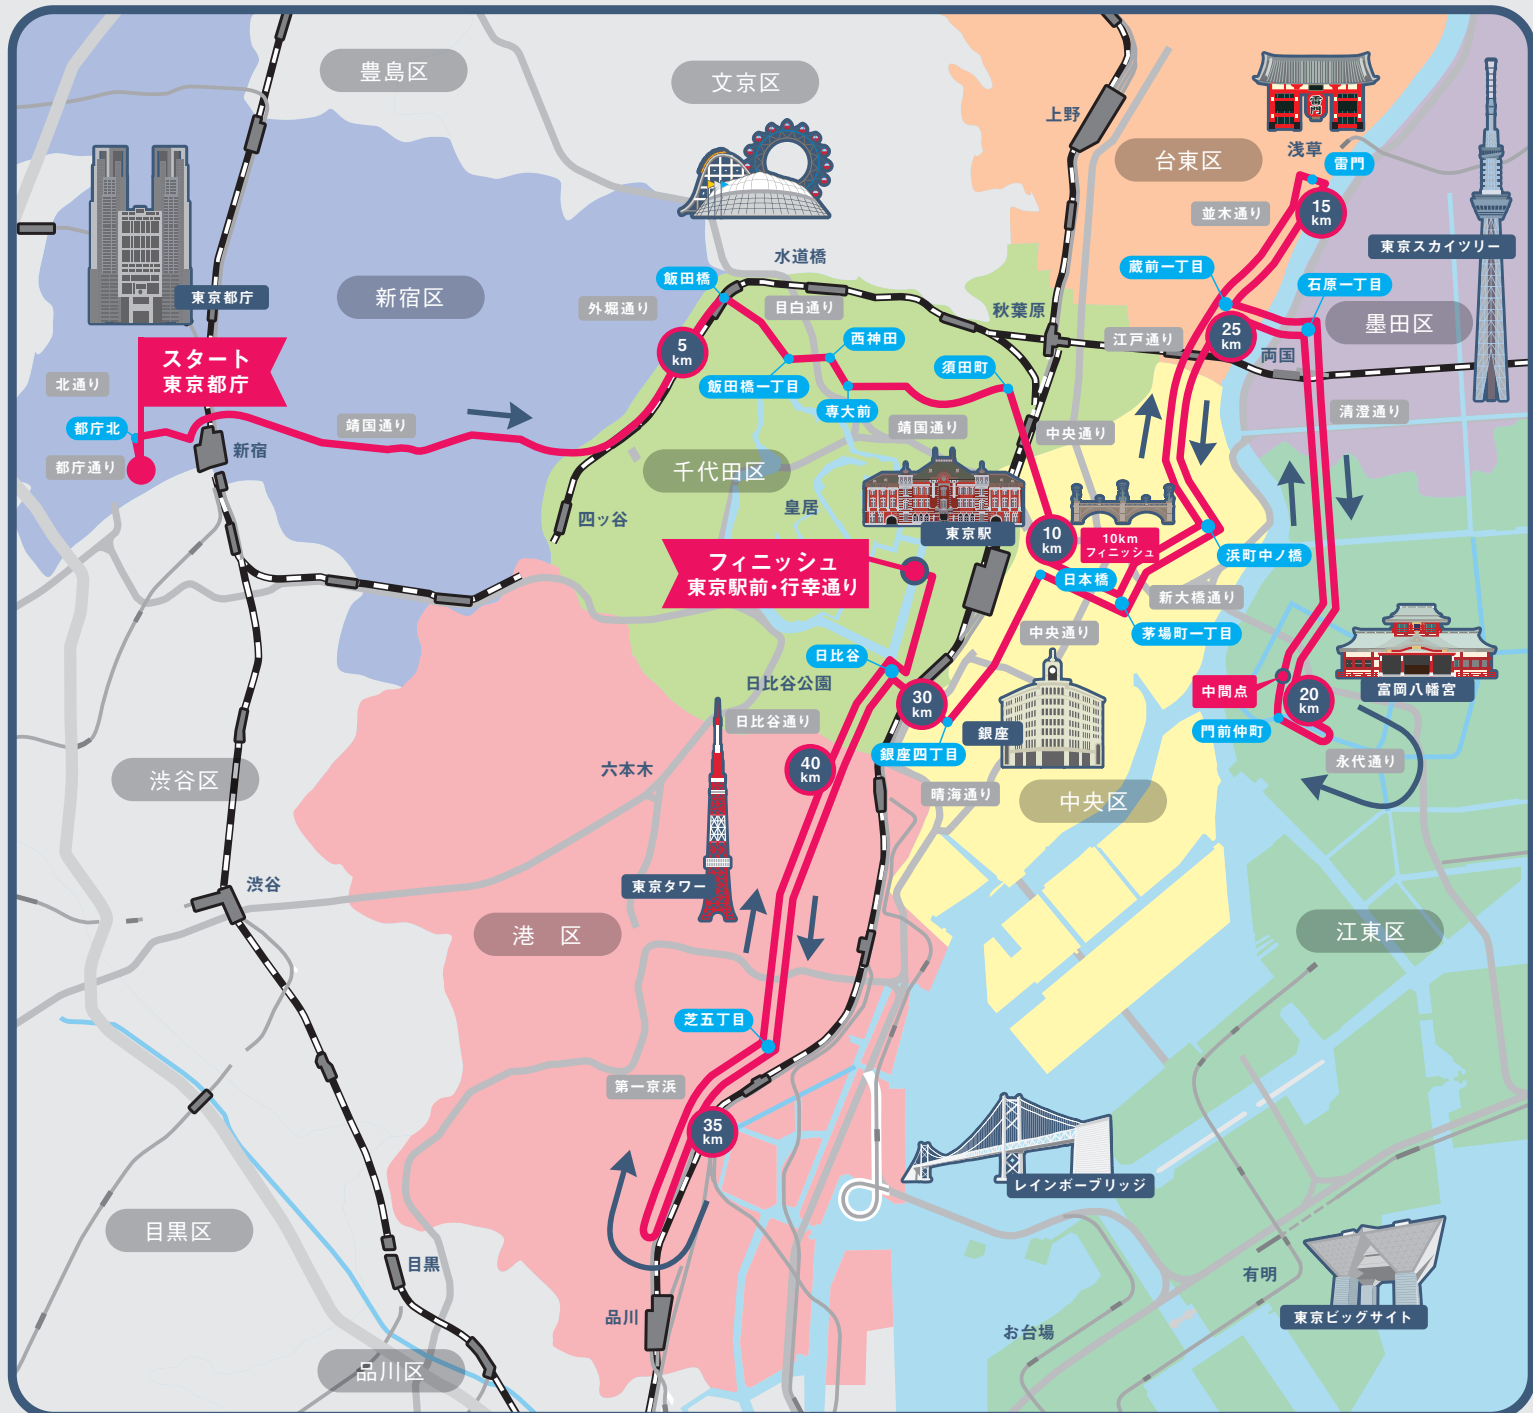 豊島区
文京区
上野
台東区
浅草
雷門
雷門
15
km
並木通り
東京スカイツリー
水道橋
蔵前一丁目
石原一丁目
飯田橋
新宿区
東京都庁
外堀通り
目白通り
秋葉原
西神田
江戸通り
25
km
墨田区
両国
5
km
スタート
東京都庁
北通り
飯田橋一丁目
須田町
専大前
清澄通り
都庁北
靖国通り
靖国通り
中央通り
新宿
都庁通り
千代田区
皇居
四ッ谷
東京駅
10
km
10km
フィニッシュ
浜町中ノ橋
フィニッシュ
東京駅前・行幸通り
日本橋
新大橋通り
茅場町一丁目
中央通り
日比谷
日比谷公園
中間点
20
km
富岡八幡宮
30
km
日比谷通り
銀座
門前仲町
銀座四丁目
永代通り
六本木
40
km
渋谷区
晴海通り
中央区
渋谷
東京タワー
港 区
江東区
芝五丁目
第一京浜
35
km
レインボーブリッジ
目黒区
目黒
有明
品川
東京ビッグサイト
お台場
品川区